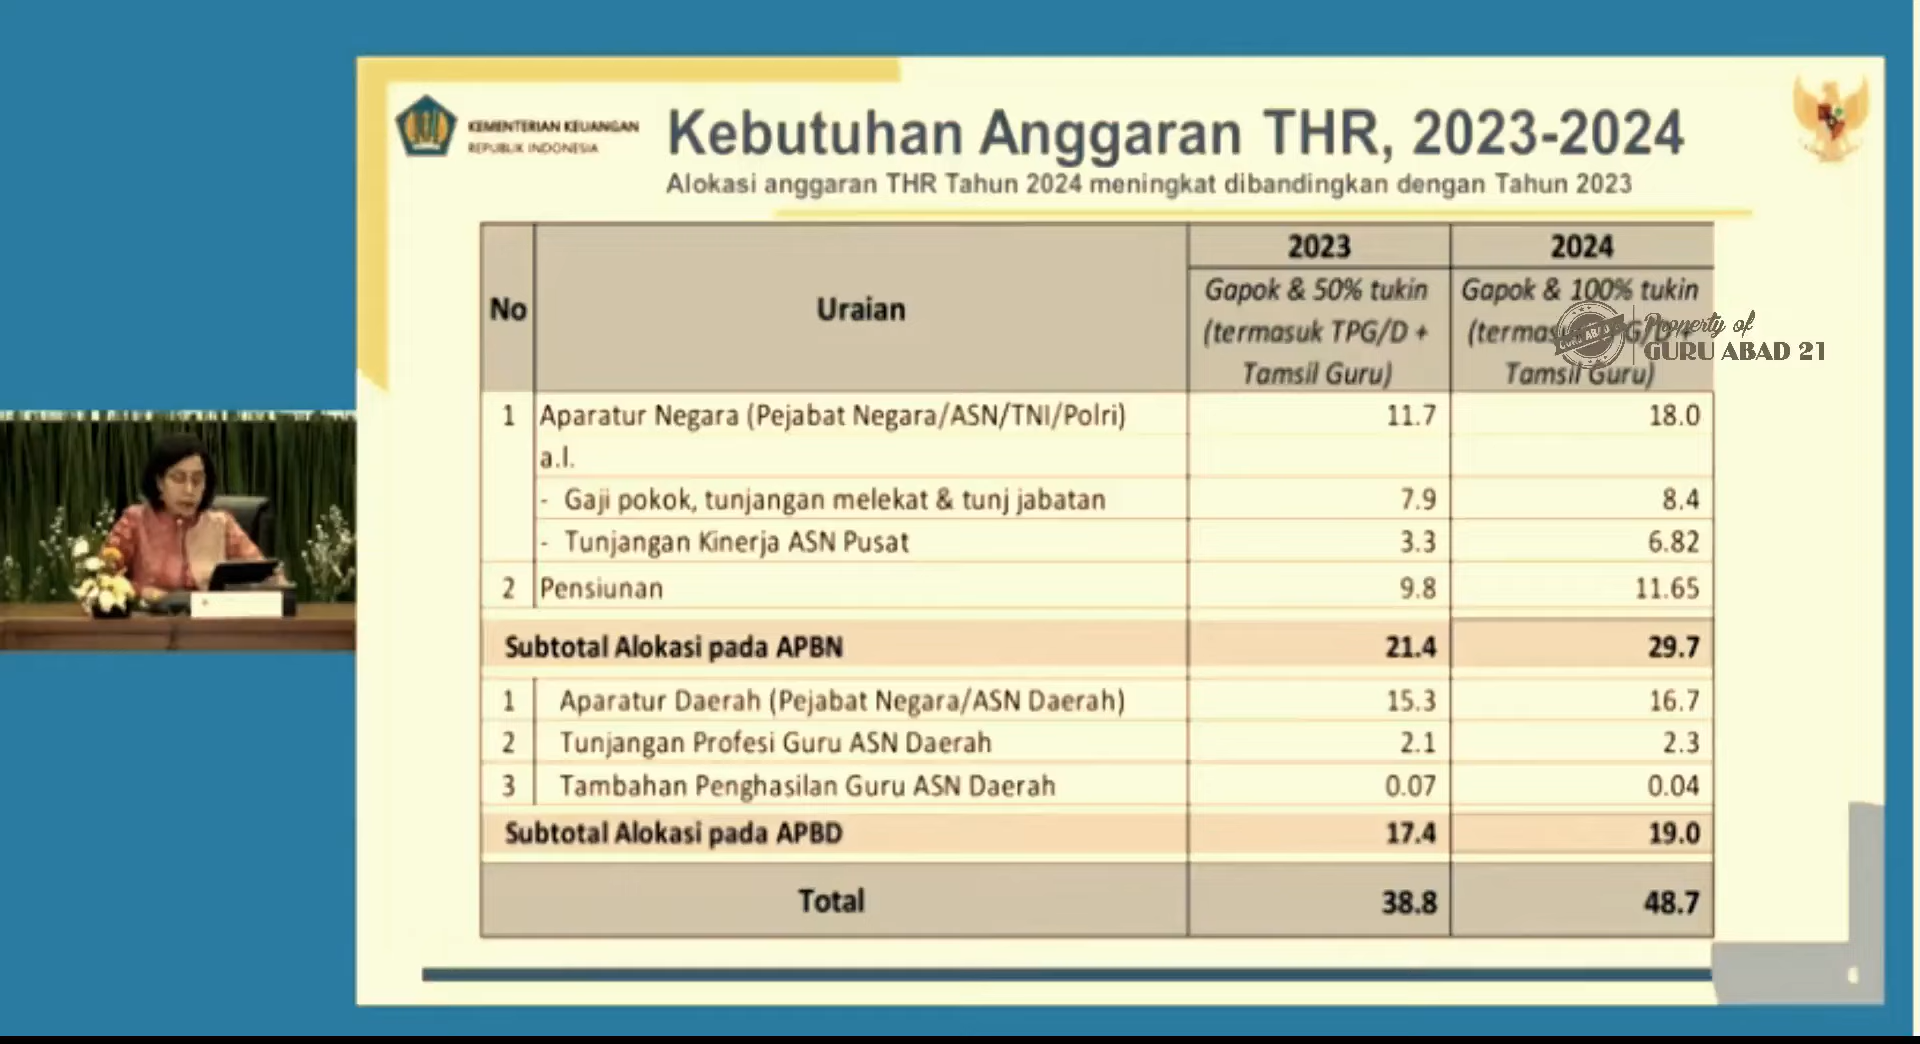 KEMENTERIAN KEUANGAN
REPUBLIK INDONESIA
Kebutuhan Anggaran THR, 2023-2024
Alokasi anggaran THR Tahun 2024 meningkat dibandingkan dengan Tahun 2023
No Uraian 2023 2024
Gapok & 50% tukin
(termasuk TPG/D +
Tamsil Guru)
Gapok & 100% tukin
(termasuk TPG/D +
Tamsil Guru)
Property of
GURU ABAD 21
1 Aparatur Negara (Pejabat Negara/ASN/TNI/Polri) 11.7 18.0
a.l.
- Gaji pokok, tunjangan melekat & tunj jabatan 7.9 8.4
- Tunjangan Kinerja ASN Pusat 3.3 6.82
2 Pensiunan 9.8 11.65
Subtotal Alokasi pada APBN 21.4 29.7
1 Aparatur Daerah (Pejabat Negara/ASN Daerah) 15.3 16.7
2 Tunjangan Profesi Guru ASN Daerah 2.1 2.3
3 Tambahan Penghasilan Guru ASN Daerah 0.07 0.04
Subtotal Alokasi pada APBD 17.4 19.0
Total 38.8 48.7